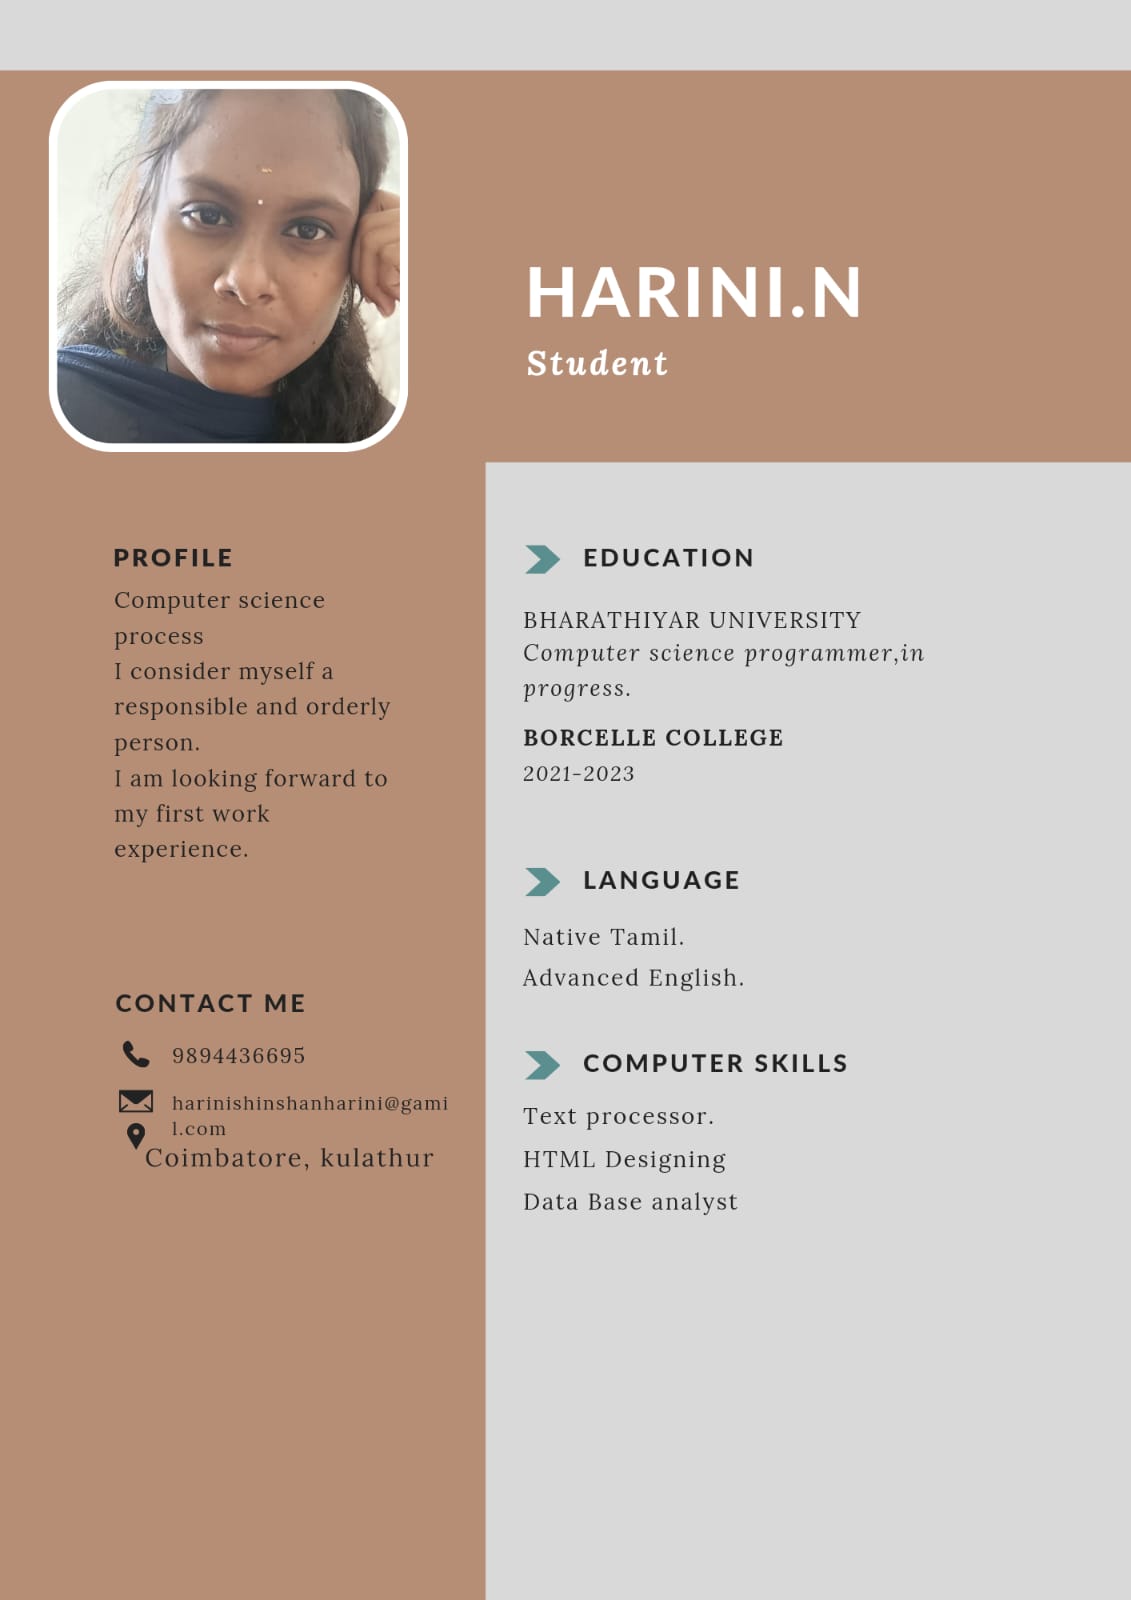 HARINI.N
Student
PROFILE
Computer science
process
I consider myself a
responsible and orderly
person.
I am looking forward to
my first work
experience.
CONTACT ME
9894436695
harinishinshanharini@gami
l.com
Coimbatore, kulathur
EDUCATION
BHARATHIYAR UNIVERSITY
Computer science programmer,in
progress.
BORCELLE COLLEGE
2021-2023
LANGUAGE
Native Tamil.
Advanced English.
COMPUTER SKILLS
Text processor.
HTML Designing
Data Base analyst